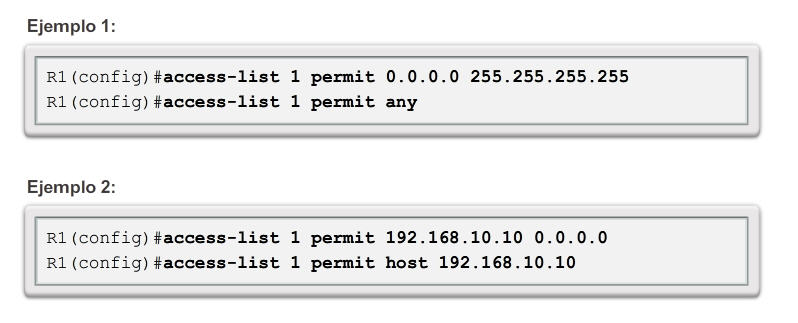 Ejemplo 1:
R1(config)#access-list 1 permit 0.0.0.0 255.255.255.255
R1(config)#access-list 1 permit any
Ejemplo 2:
R1(config)#access-list 1 permit 192.168.10.10 0.0.0.0
R1(config)#access-list 1 permit host 192.168.10.10